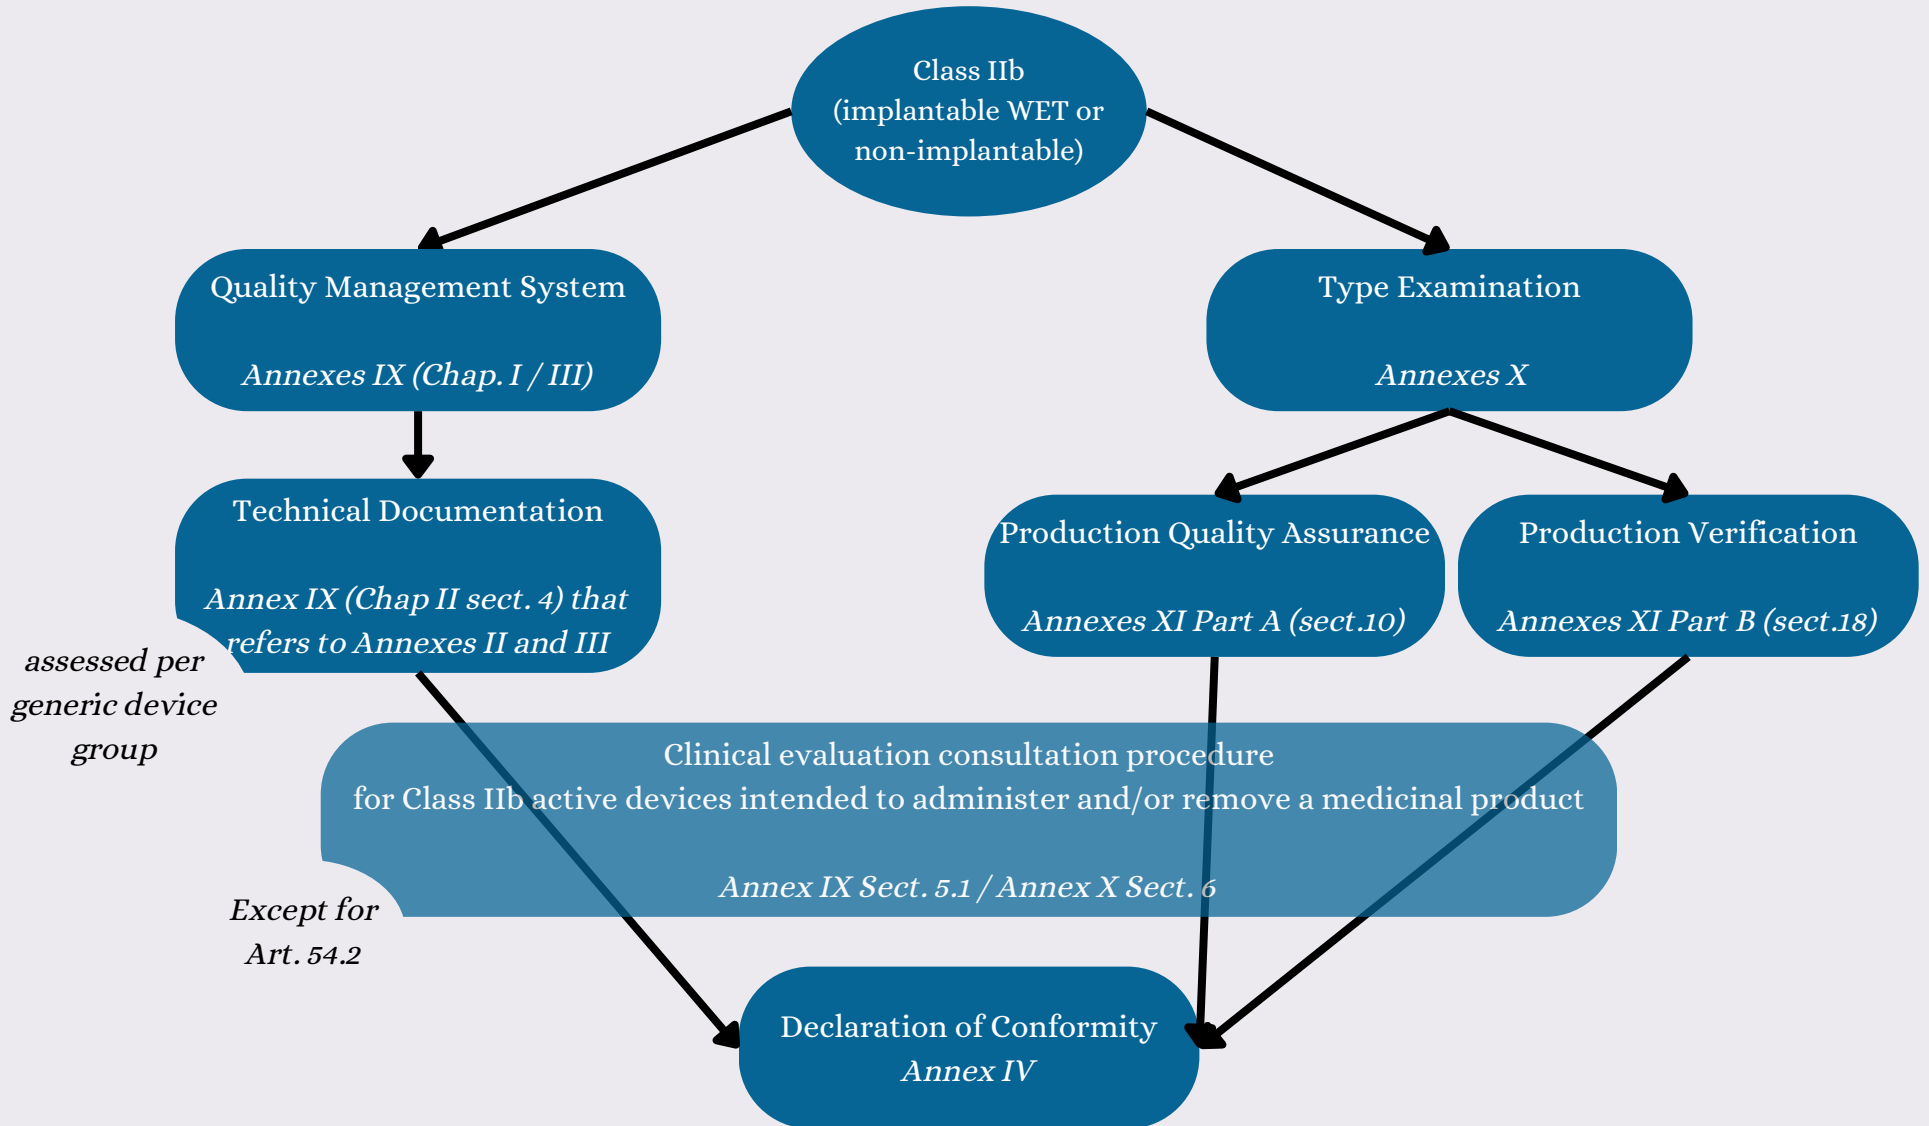 Class IIb
(implantable WET or
non-implantable)
Quality Management System
Annexes IX (Chap. I / III)
Type Examination
Annexes X
Technical Documentation
Annex IX (Chap II sect. 4) that
refers to Annexes II and III
assessed per
generic device
group
Production Quality Assurance
Annexes XI Part A (sect.10)
Production Verification
Annexes XI Part B (sect.18)
Clinical evaluation consultation procedure
for Class IIb active devices intended to administer and/or remove a medicinal product
Annex IX Sect. 5.1 / Annex X Sect. 6
Except for
Art. 54.2
Declaration of Conformity
Annex IV